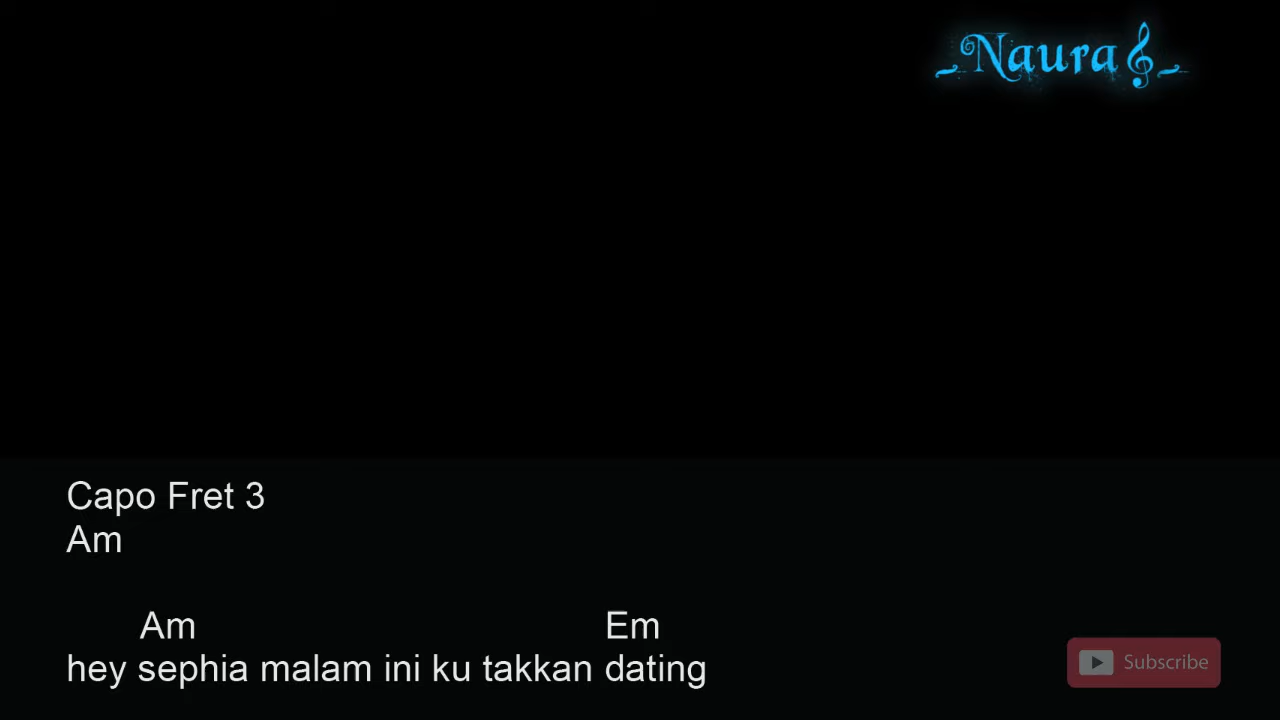 Naura
Capo Fret 3
Am
Am Em
hey sephia malam ini ku takkan dating
Subscribe